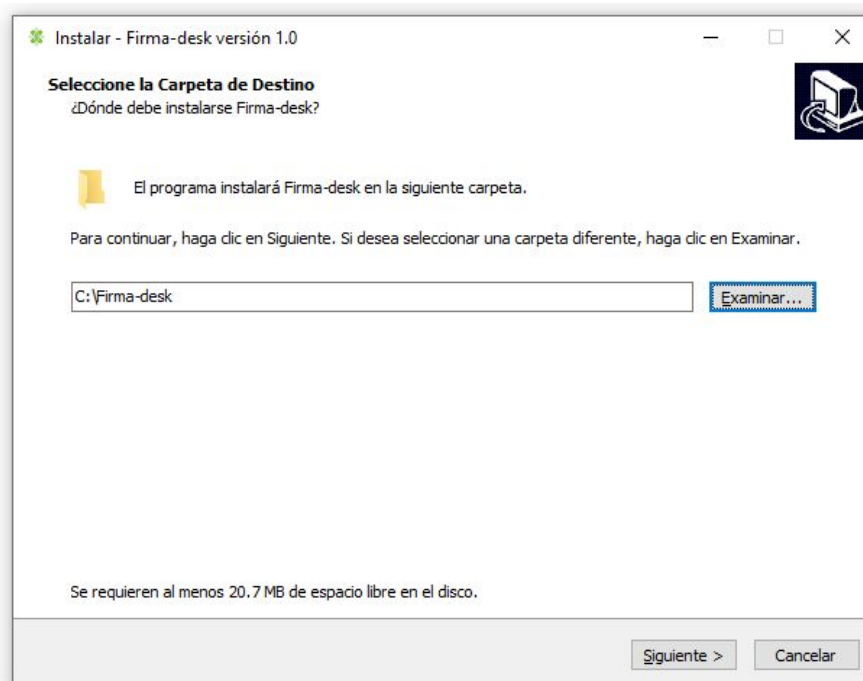 Instalar - Firma-desk versión 1.0
Seleccione la Carpeta de Destino
¿Dónde debe instalarse Firma-desk?
El programa instalará Firma-desk en la siguiente carpeta.
Para continuar, haga clic en Siguiente. Si desea seleccionar una carpeta diferente, haga clic en Examinar.
C:\Firma-desk
Examinar...
Se requieren al menos 20.7 MB de espacio libre en el disco.
Siguiente >
Cancelar